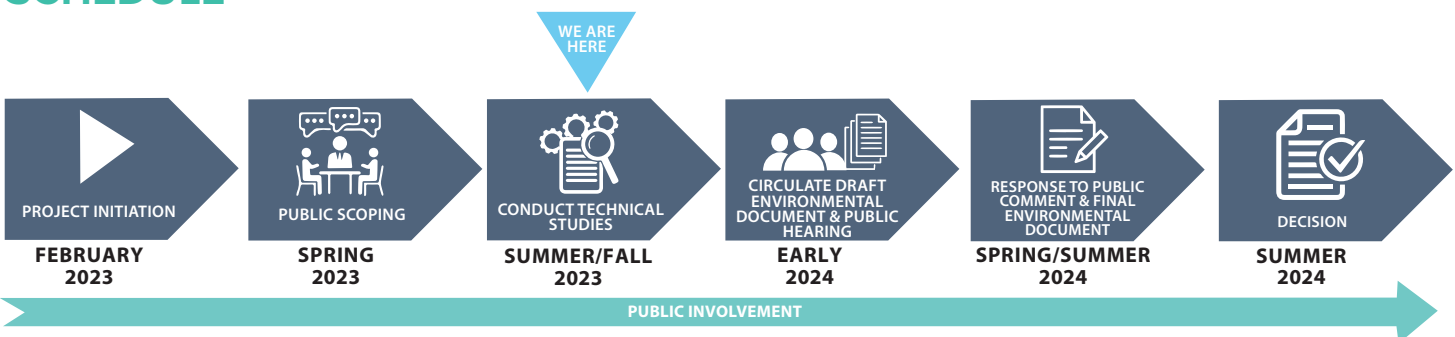 SCHEDULE
WE ARE
HERE
PROJECT INITIATION
PUBLIC SCOPING
CONDUCT TECHNICAL
STUDIES
CIRCULATE DRAFT
ENVIRONMENTAL
DOCUMENT & PUBLIC
HEARING
RESPONSE TO PUBLIC
COMMENT & FINAL
ENVIRONMENTAL
DOCUMENT
DECISION
FEBRUARY
2023
SPRING
2023
SUMMER/FALL
2023
EARLY
2024
SPRING/SUMMER
2024
SUMMER
2024
PUBLIC INVOLVEMENT